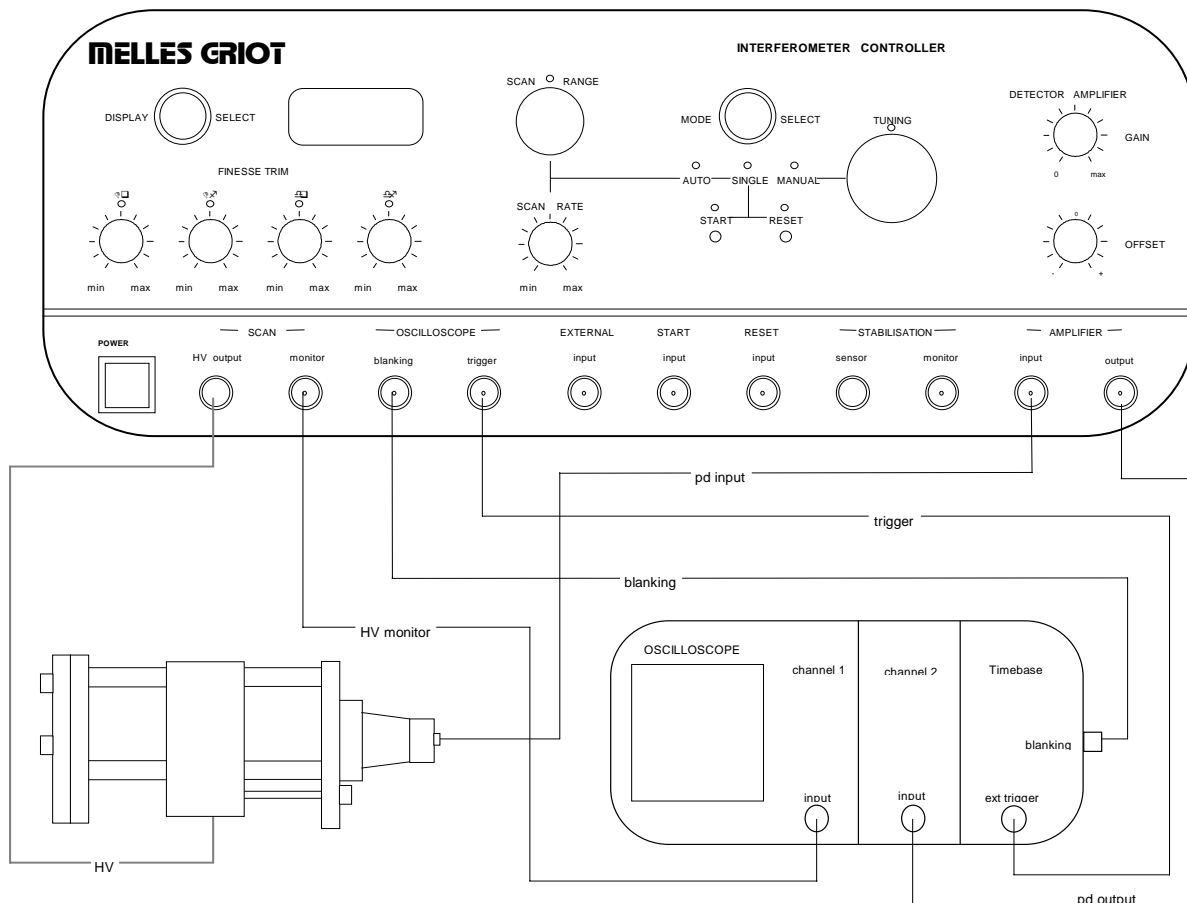 MELLES GRIOT
INTERFEROMETER CONTROLLER
SCAN RANGE
DISPLAY SELECT
MODE SELECT
TUNING
DETECTOR AMPLIFIER
GAIN
0 max
FINESSE TRIM
AUTO SINGLE MANUAL
SCAN RATE
START RESET
0
OFFSET
- +
min max min max min max min max min max
SCAN OSCILLOSCOPE EXTERNAL START RESET STABILISATION AMPLIFIER
POWER
HV output monitor blanking trigger input input input sensor monitor input output
pd input
trigger
blanking
HV monitor
OSCILLOSCOPE
channel 1 channel 2 Timebase
blanking
input input ext trigger
HV
pd output